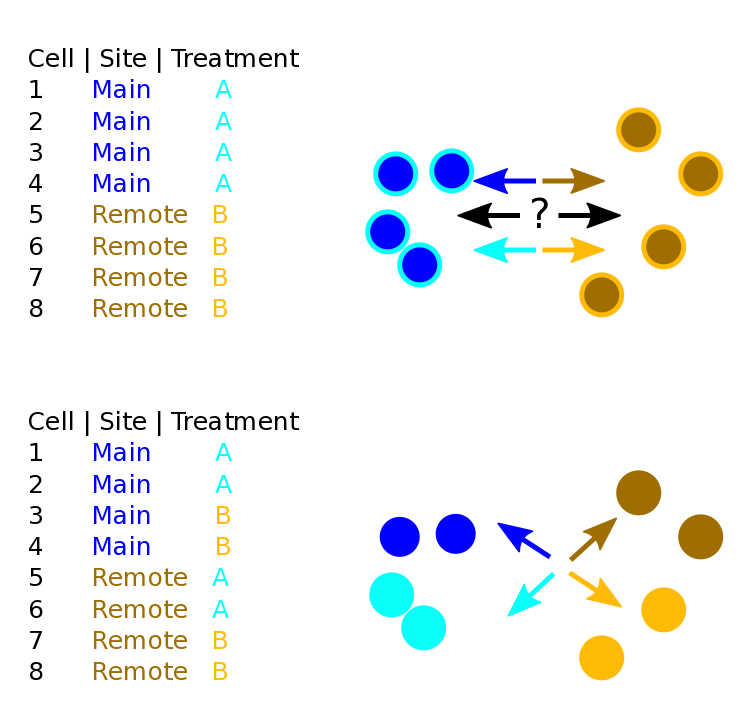 Cell | Site | Treatment
1 Main A
2 Main A
3 Main A
4 Main A
5 Remote B
6 Remote B
7 Remote B
8 Remote B
?
Cell | Site | Treatment
1 Main A
2 Main A
3 Main B
4 Main B
5 Remote A
6 Remote A
7 Remote B
8 Remote B